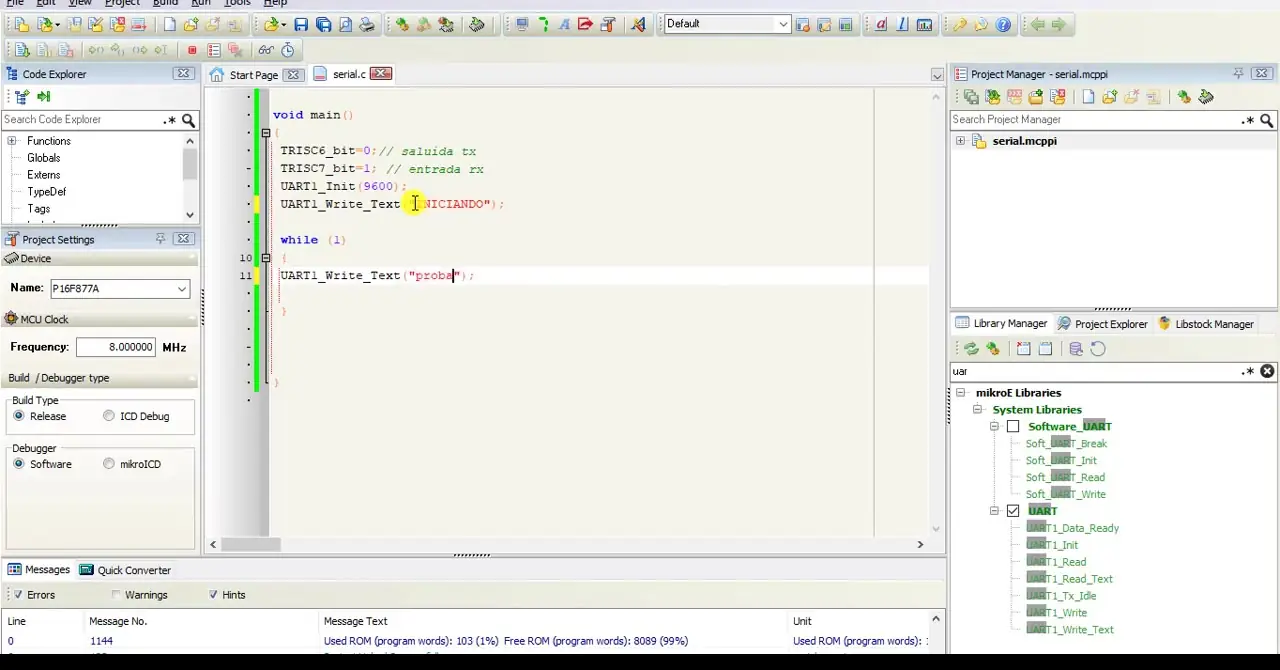 File Edit View Project Build Run Tools Help
Default
Code Explorer
Start Page
serial.c
Project Manager - serial.mcppi
Search Code Explorer
Search Project Manager
Functions
Globals
Externs
TypeDef
Tags
serial.mcppi
void main()
{
TRISC6_bit=0;// saluida tx
TRISC7_bit=1; // entrada rx
UART1_Init(9600);
UART1_Write_Text("INICIANDO");
while (1)
10 {
11 UART1_Write_Text("proba");
}
}
Project Settings
Device
Name: P16F877A
MCU Clock
Frequency: 8.000000 MHz
Build / Debugger type
Build Type
Release ICD Debug
Debugger
Software mikroICD
Library Manager Project Explorer Libstock Manager
uar
mikroE Libraries
System Libraries
Software_UART
Soft_UART_Break
Soft_UART_Init
Soft_UART_Read
Soft_UART_Write
UART
UART1_Data_Ready
UART1_Init
UART1_Read
UART1_Read_Text
UART1_Tx_Idle
UART1_Write
UART1_Write_Text
Messages Quick Converter
Errors Warnings Hints
Line Message No. Message Text Unit
0 1144 Used ROM (program words): 103 (1%) Free ROM (program words): 8089 (99%) Used ROM (program words):